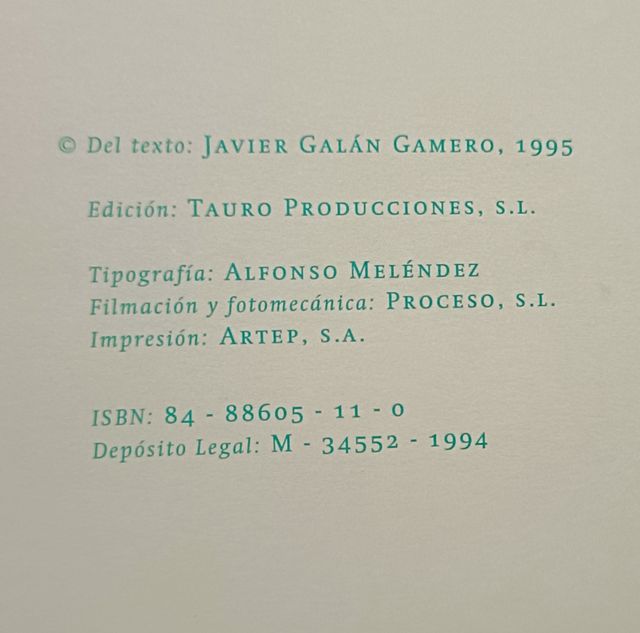 © Del texto: Javier Galán Gamero, 1995
Edición: Tauro Producciones, s.l.
Tipografía: Alfonso Meléndez
Filmación y fotomecánica: Proceso, s.l.
Impresión: Artep, s.a.
ISBN: 84 - 88605 - 11 - 0
Depósito Legal: M - 34552 - 1994